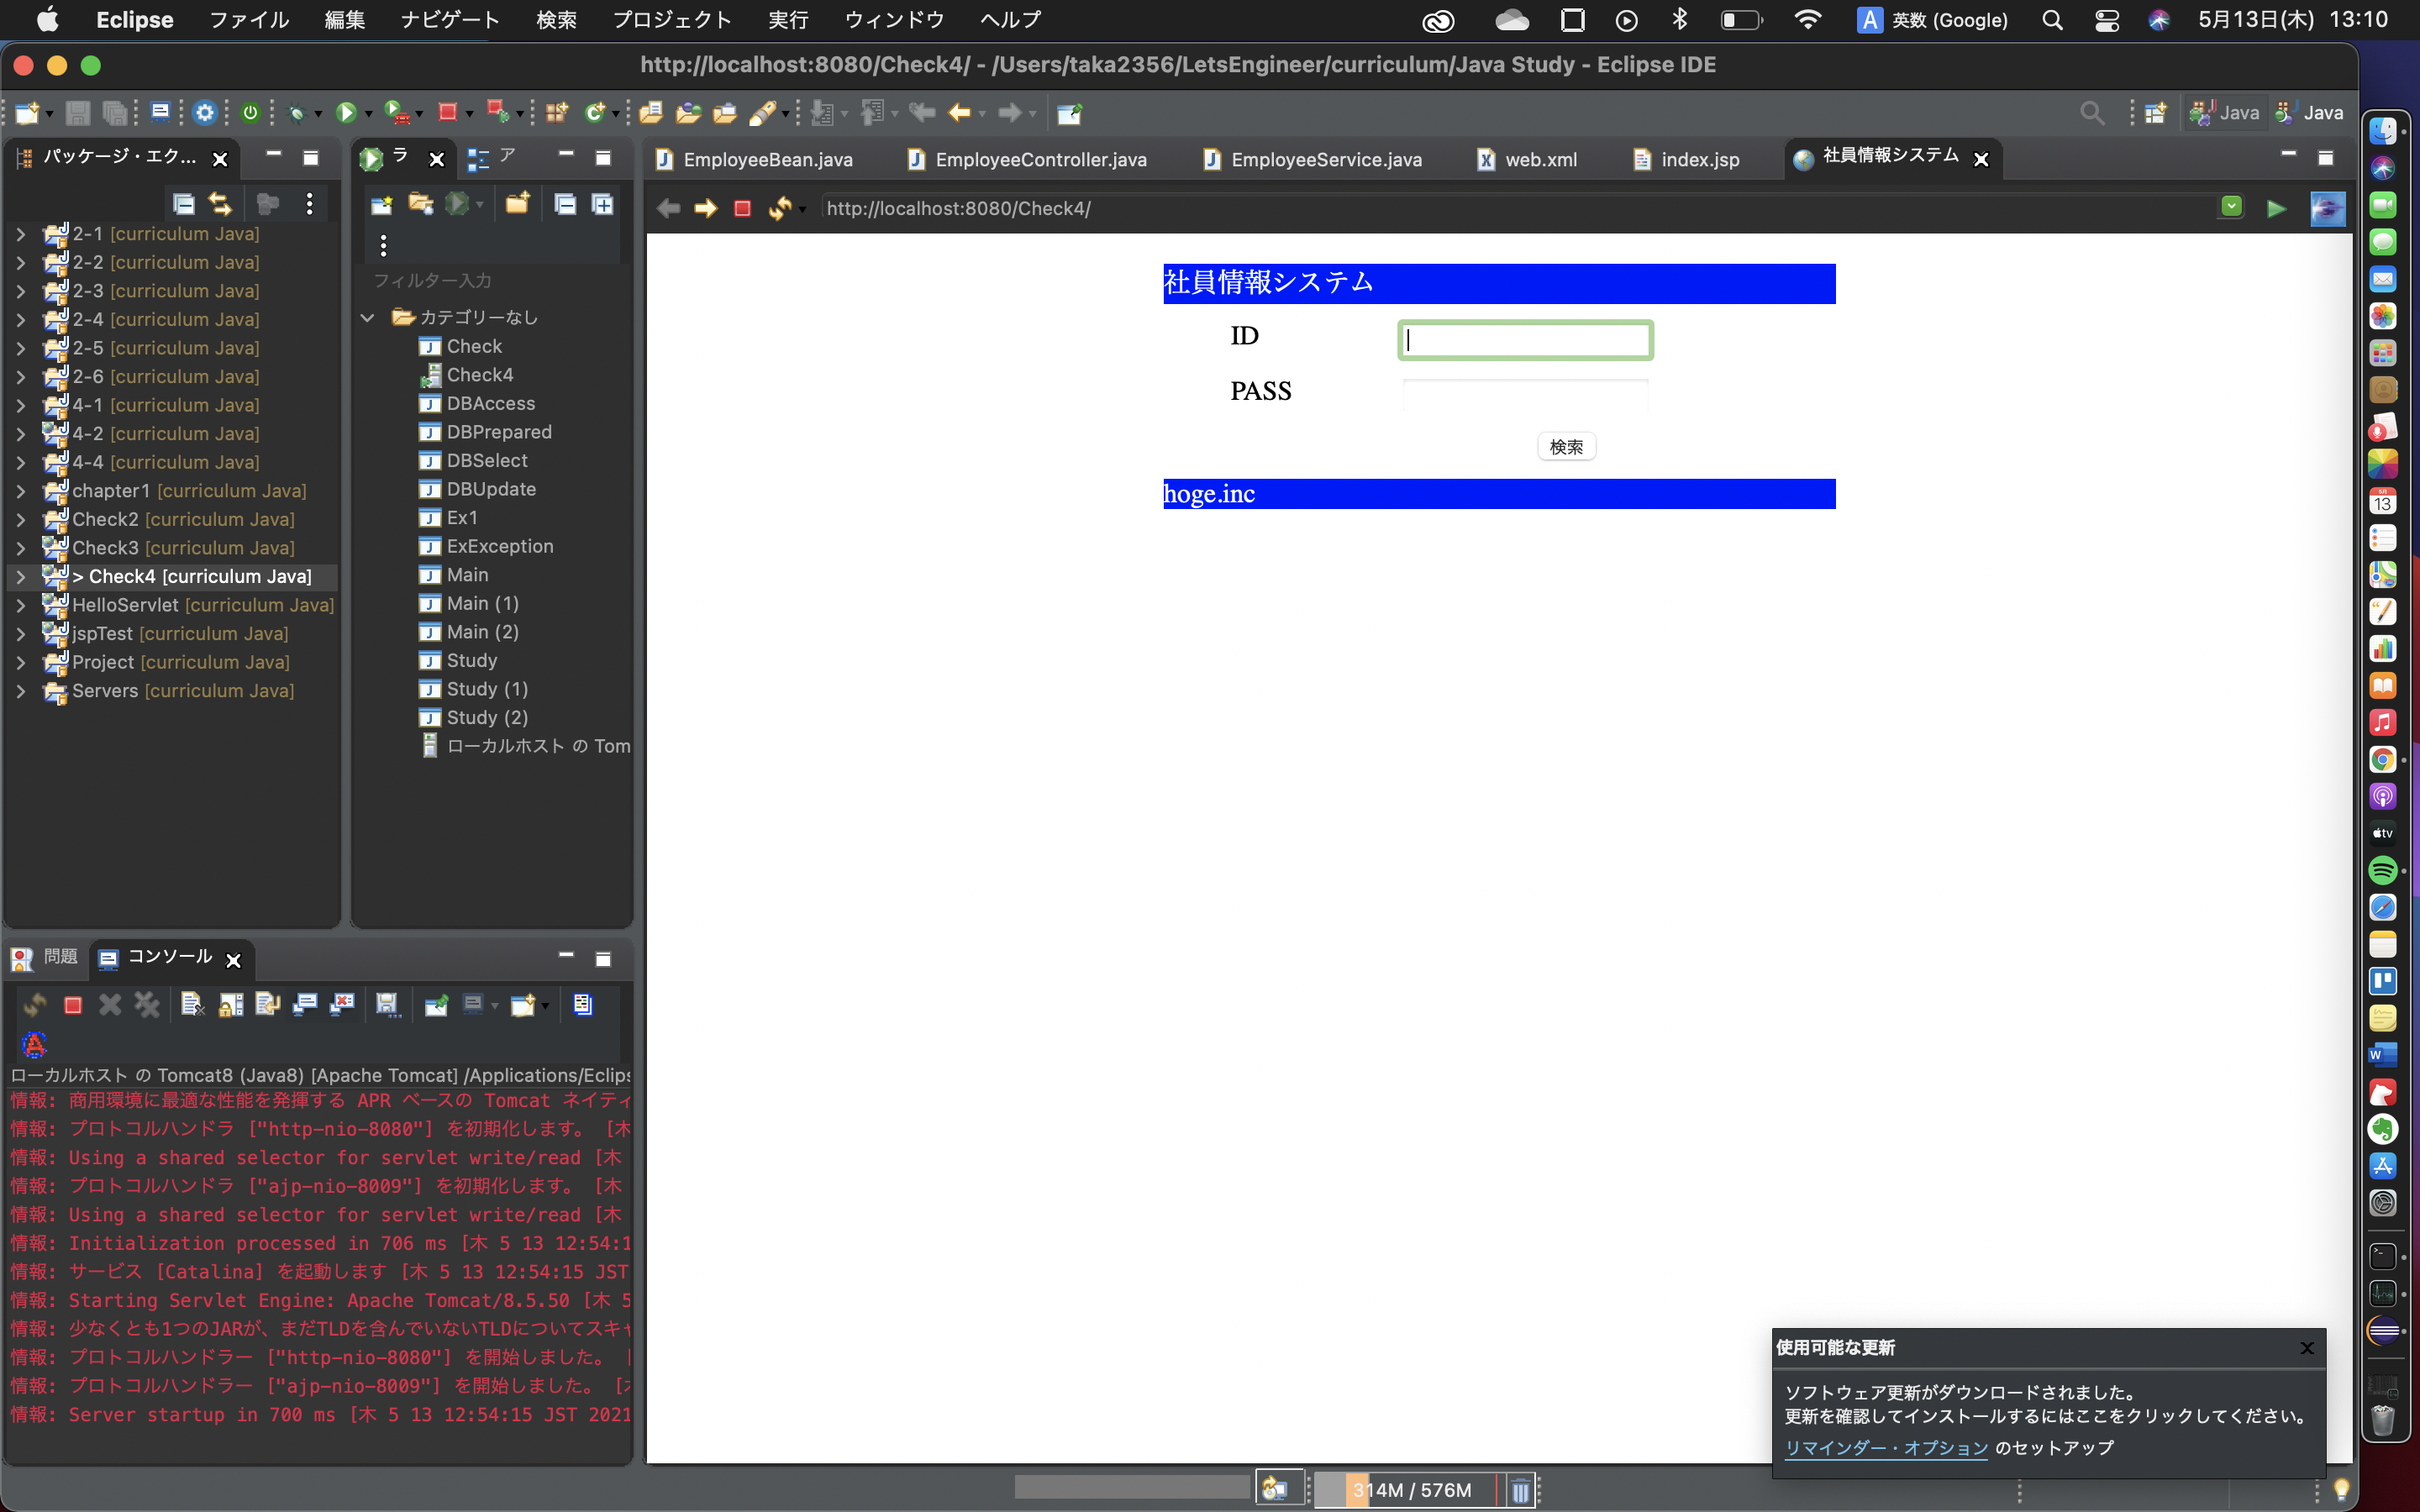 Eclipse ファイル 編集 ナビゲート 検索 プロジェクト 実行 ウィンドウ ヘルプ
A 英数 (Google) 5月13日(木) 13:10
http://localhost:8080/Check4/ - /Users/taka2356/LetsEngineer/curriculum/Java Study - Eclipse IDE
Java Java
パッケージ・エク...
ラ
ア
EmployeeBean.java EmployeeController.java EmployeeService.java web.xml index.jsp 社員情報システム
http://localhost:8080/Check4/
2-1 [curriculum Java]
2-2 [curriculum Java]
2-3 [curriculum Java]
2-4 [curriculum Java]
2-5 [curriculum Java]
2-6 [curriculum Java]
4-1 [curriculum Java]
4-2 [curriculum Java]
4-4 [curriculum Java]
chapter1 [curriculum Java]
Check2 [curriculum Java]
Check3 [curriculum Java]
> Check4 [curriculum Java]
HelloServlet [curriculum Java]
jspTest [curriculum Java]
Project [curriculum Java]
Servers [curriculum Java]
フィルター入力
カテゴリーなし
Check
Check4
DBAccess
DBPrepared
DBSelect
DBUpdate
Ex1
ExException
Main
Main (1)
Main (2)
Study
Study (1)
Study (2)
ローカルホスト の Tom
社員情報システム
ID
PASS
検索
hoge.inc
問題 コンソール
ローカルホスト の Tomcat8 (Java8) [Apache Tomcat] /Applications/Eclips
情報: 商用環境に最適な性能を発揮する APR ベースの Tomcat ネイティ
情報: プロトコルハンドラ ["http-nio-8080"] を初期化します。 [木
情報: Using a shared selector for servlet write/read [木
情報: プロトコルハンドラ ["ajp-nio-8009"] を初期化します。 [木
情報: Using a shared selector for servlet write/read [木
情報: Initialization processed in 706 ms [木 5 13 12:54:1
情報: サービス [Catalina] を起動します [木 5 13 12:54:15 JST
情報: Starting Servlet Engine: Apache Tomcat/8.5.50 [木 5
情報: 少なくとも1つのJARが、まだTLDを含んでいないTLDについてスキャ
情報: プロトコルハンドラー ["http-nio-8080"] を開始しました。 [
情報: プロトコルハンドラー ["ajp-nio-8009"] を開始しました。 [木
情報: Server startup in 700 ms [木 5 13 12:54:15 JST 2021
使用可能な更新
ソフトウェア更新がダウンロードされました。
更新を確認してインストールするにはここをクリックしてください。
リマインダー・オプション のセットアップ
314M / 576M
13
tv